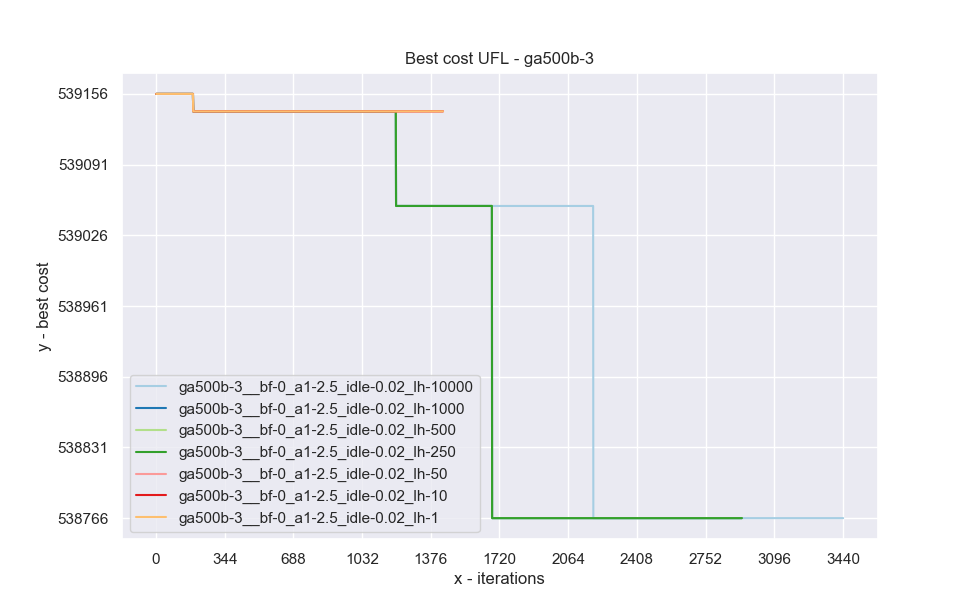 Best cost UFL - ga500b-3
539156
539091
539026
538961
538896
538831
538766
y - best cost
ga500b-3__bf-0_a1-2.5_idle-0.02_lh-10000
ga500b-3__bf-0_a1-2.5_idle-0.02_lh-1000
ga500b-3__bf-0_a1-2.5_idle-0.02_lh-500
ga500b-3__bf-0_a1-2.5_idle-0.02_lh-250
ga500b-3__bf-0_a1-2.5_idle-0.02_lh-50
ga500b-3__bf-0_a1-2.5_idle-0.02_lh-10
ga500b-3__bf-0_a1-2.5_idle-0.02_lh-1
0 344 688 1032 1376 1720 2064 2408 2752 3096 3440
x - iterations